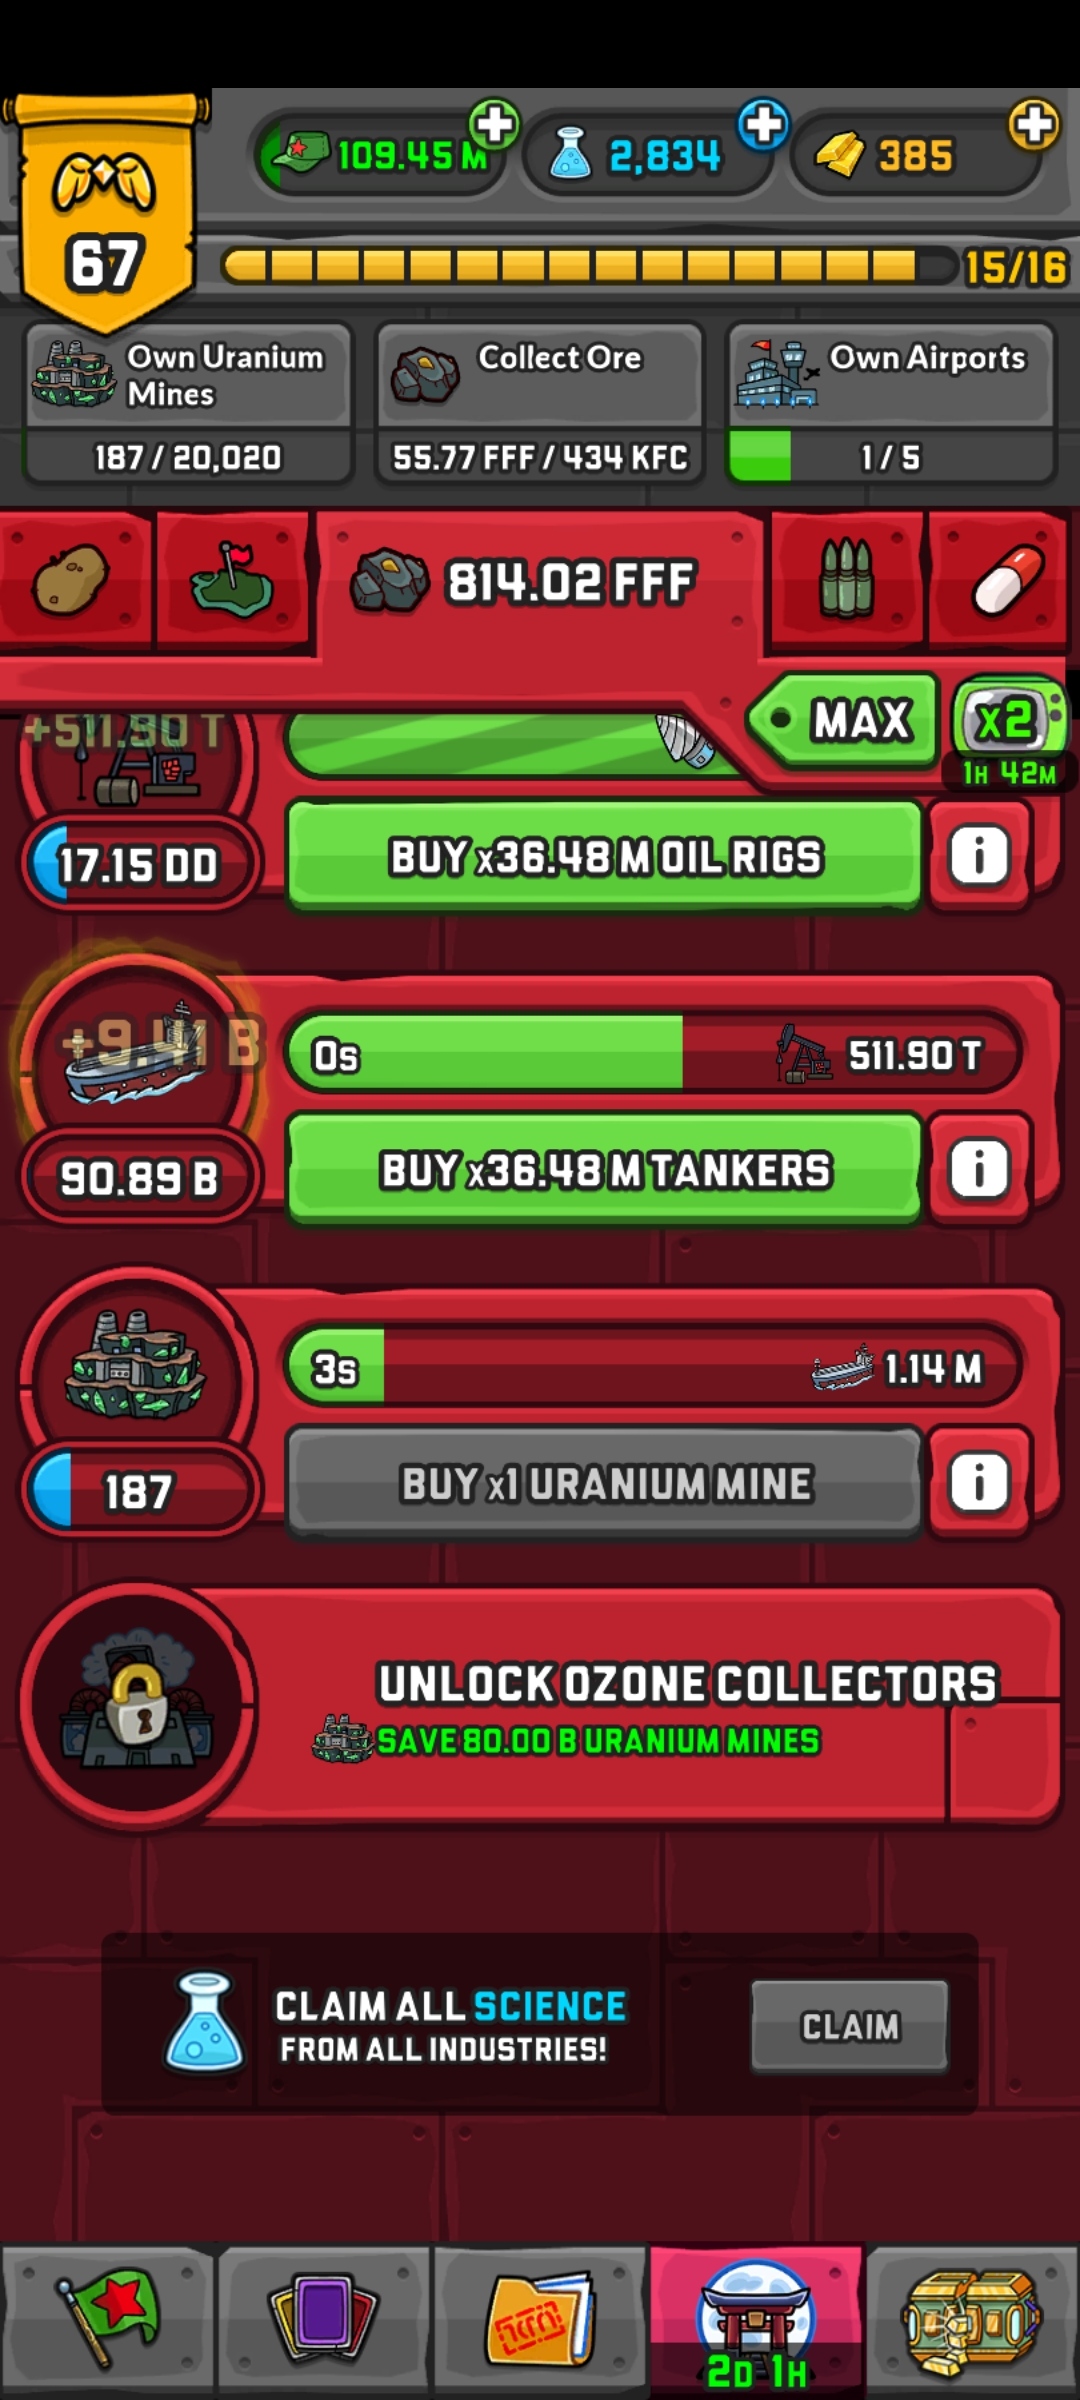 67
109.45 M
2,834
385
15/16
Own Uranium
Mines
187 / 20,020
Collect Ore
55.77 FFF / 434 KFC
Own Airports
1 / 5
814.02 FFF
MAX
x2
1H 42M
+511.90 T
17.15 DD
BUY x36.48 M OIL RIGS
i
0s
511.90 T
90.89 B
BUY x36.48 M TANKERS
i
3s
1.14 M
187
BUY x1 URANIUM MINE
i
UNLOCK OZONE COLLECTORS
SAVE 80.00 B URANIUM MINES
CLAIM ALL SCIENCE
FROM ALL INDUSTRIES!
CLAIM
2D 1H